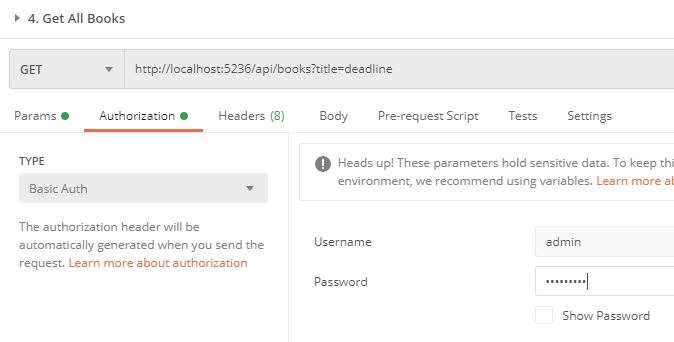 4. Get All Books
GET http://localhost:5236/api/books?title=deadline
Params Authorization Headers (8) Body Pre-request Script Tests Settings
TYPE
Basic Auth
The authorization header will be
automatically generated when you send the
request. Learn more about authorization
Heads up! These parameters hold sensitive data. To keep this
environment, we recommend using variables. Learn more ab
Username admin
Password •••••••••
Show Password